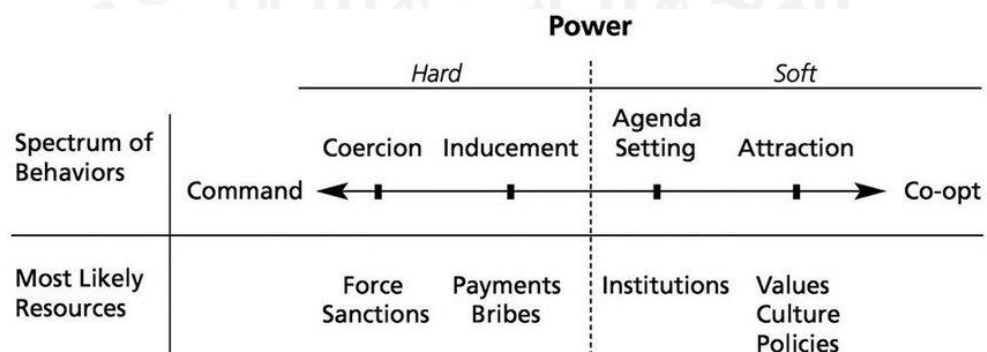 Power
Hard Soft
Spectrum of Behaviors
Coercion Inducement Agenda Setting Attraction
Command Co-opt
Most Likely Resources
Force Sanctions
Payments Bribes
Institutions
Values Culture Policies